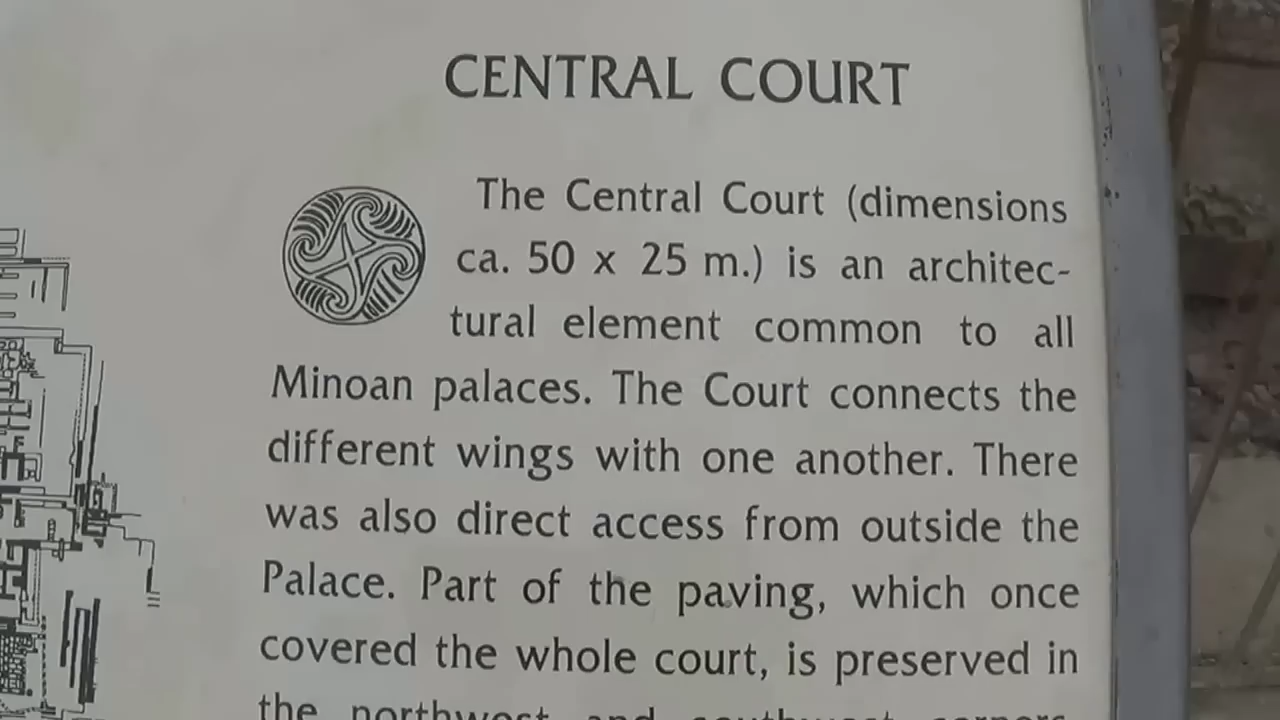 CENTRAL COURT
The Central Court (dimensions
ca. 50 x 25 m.) is an architec-
tural element common to all
Minoan palaces. The Court connects the
different wings with one another. There
was also direct access from outside the
Palace. Part of the paving, which once
covered the whole court, is preserved in
the northwest and southwest corners.